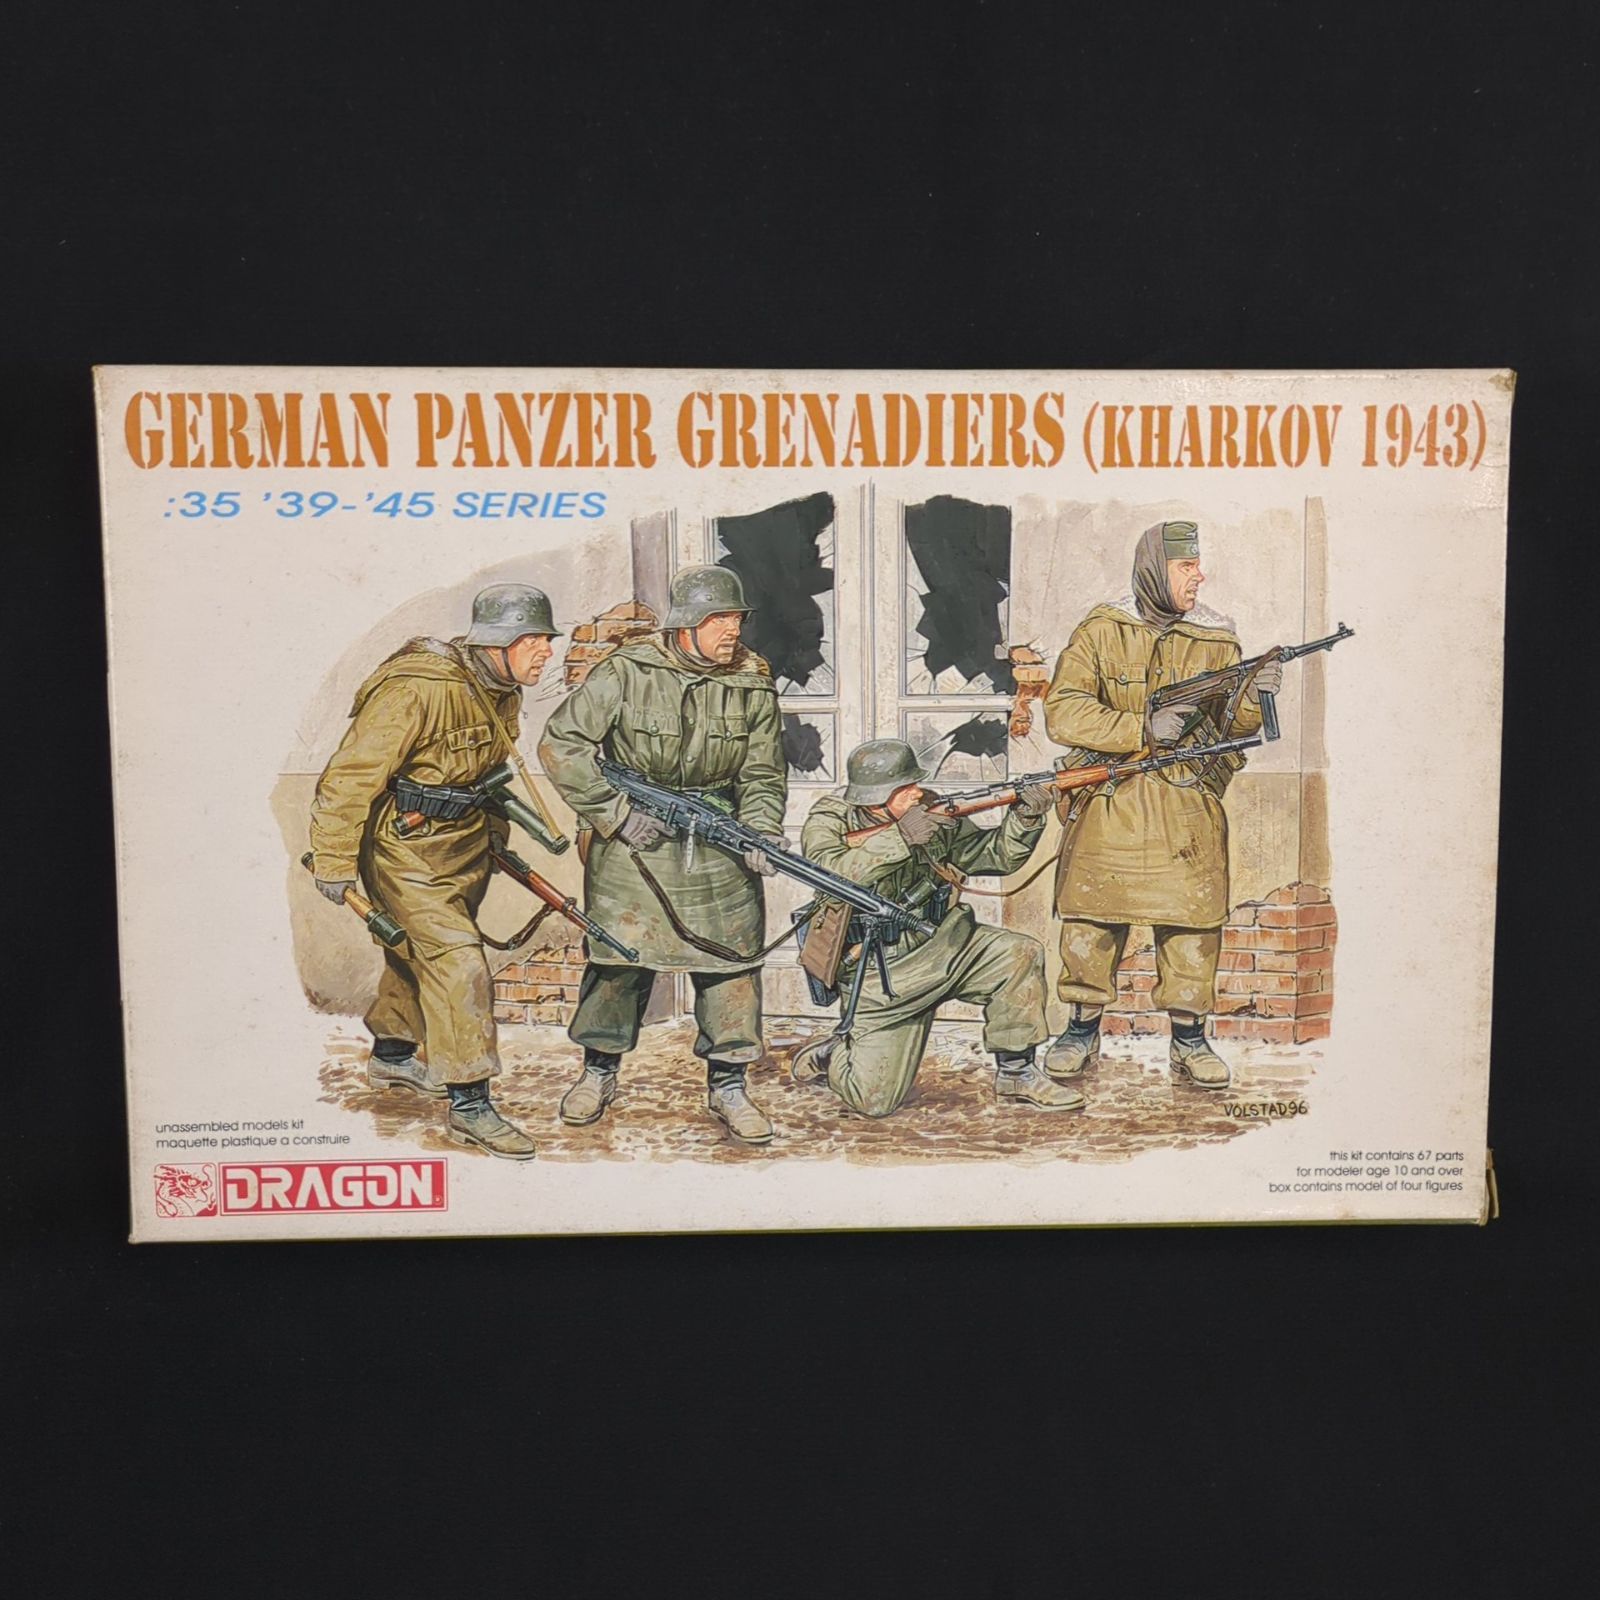 GERMAN PANZER GRENADIERS (KHARKOV 1943)
:35 '39-'45 SERIES
VOLSTAD96
unassembled models kit
maquette plastique a construire
DRAGON
this kit contains 67 parts
for modeler age 10 and over
box contains model of four figures